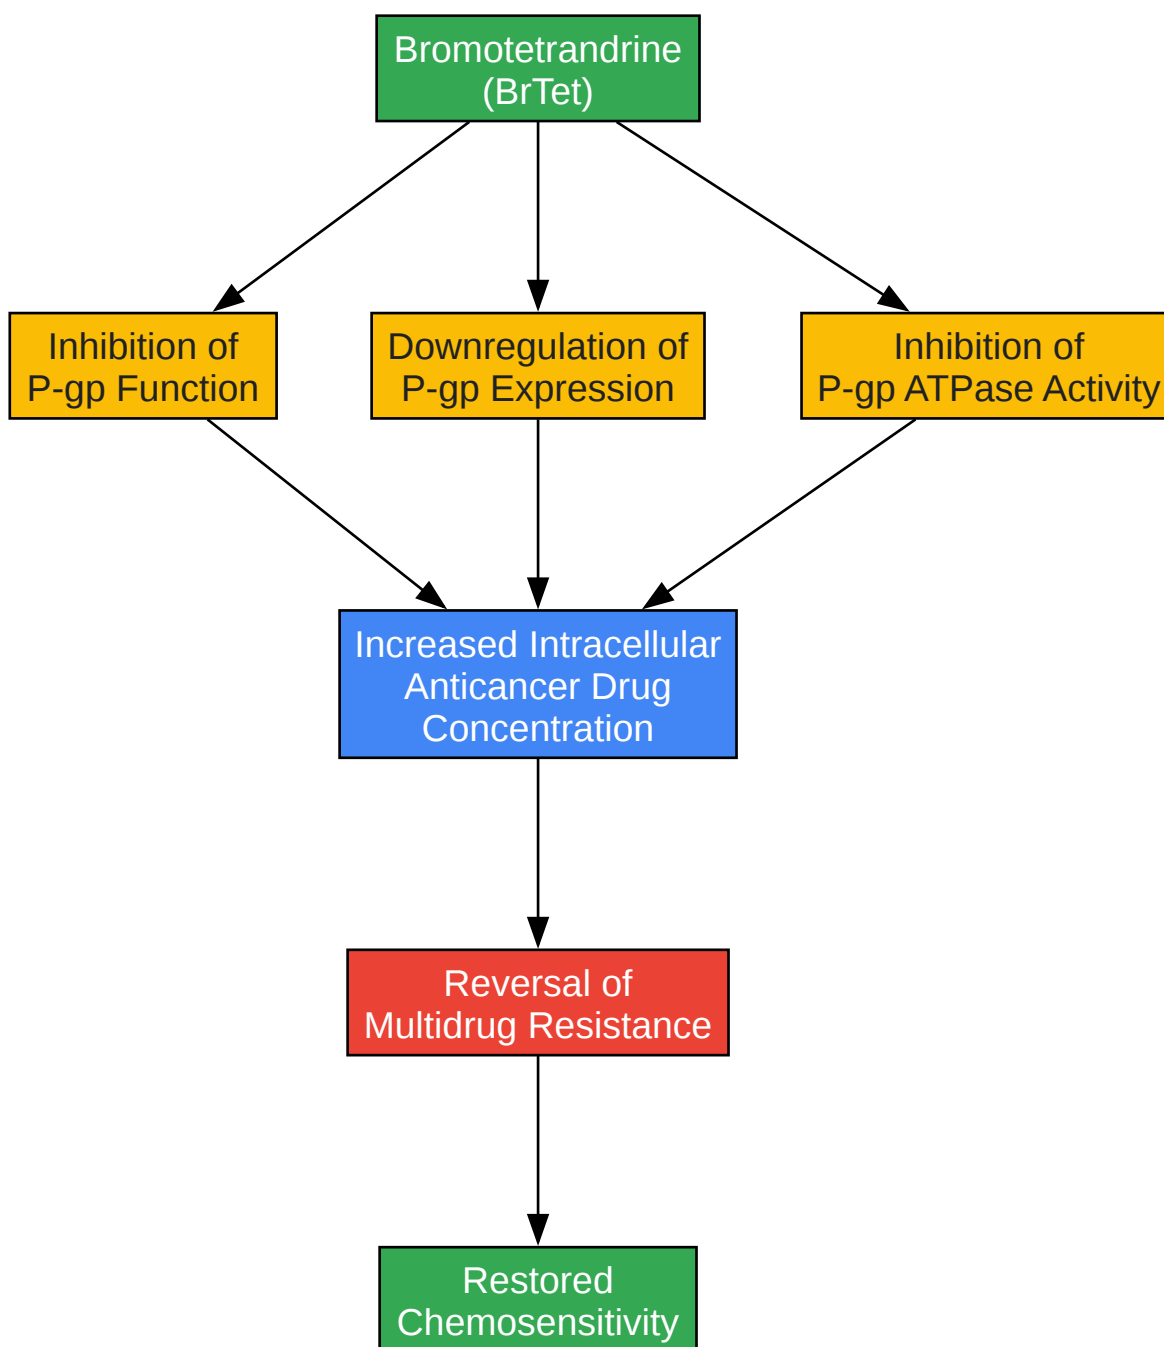 Bromotetrandrine
(BrTet)
Inhibition of
P-gp Function
Downregulation of
P-gp Expression
Inhibition of
P-gp ATPase Activity
Increased Intracellular
Anticancer Drug
Concentration
Reversal of
Multidrug Resistance
Restored
Chemosensitivity